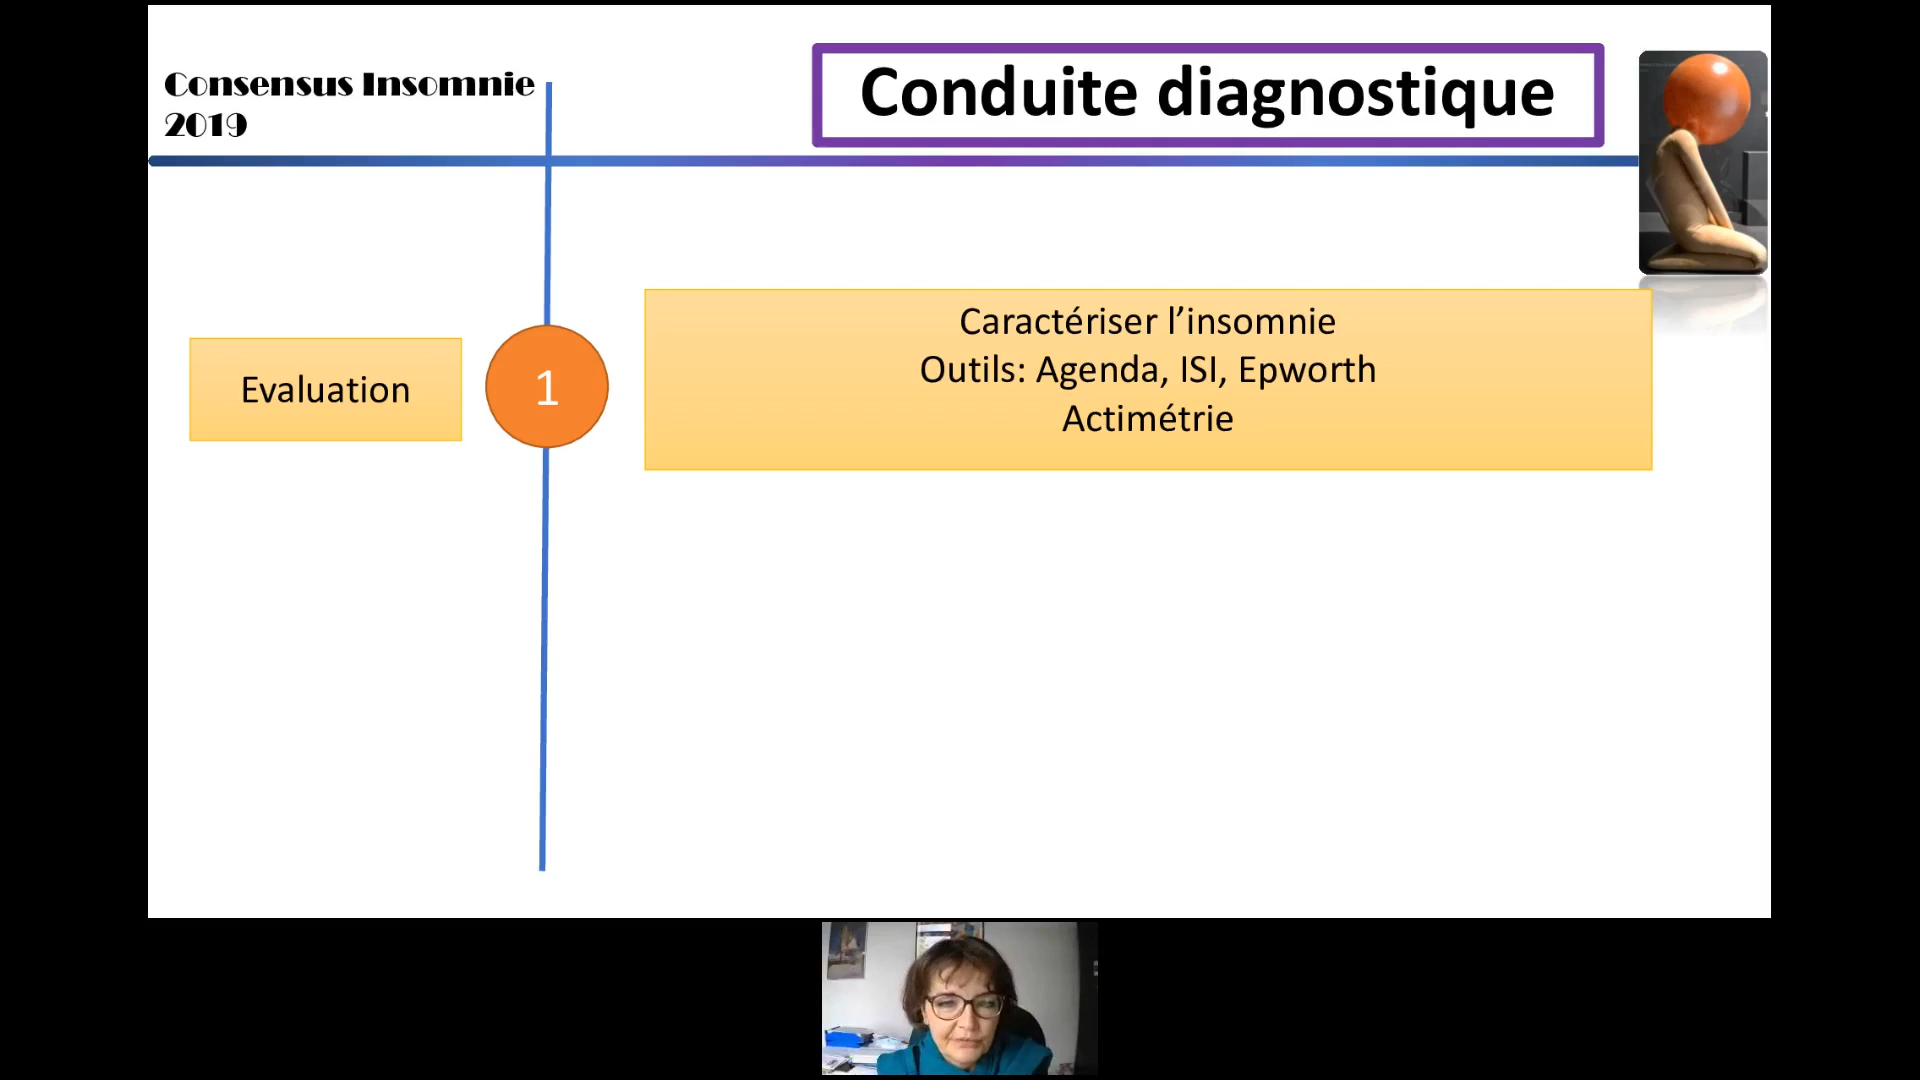 Consensus Insomnie
2019
Conduite diagnostique
Evaluation
1
Caractériser l’insomnie
Outils: Agenda, ISI, Epworth
Actimétrie